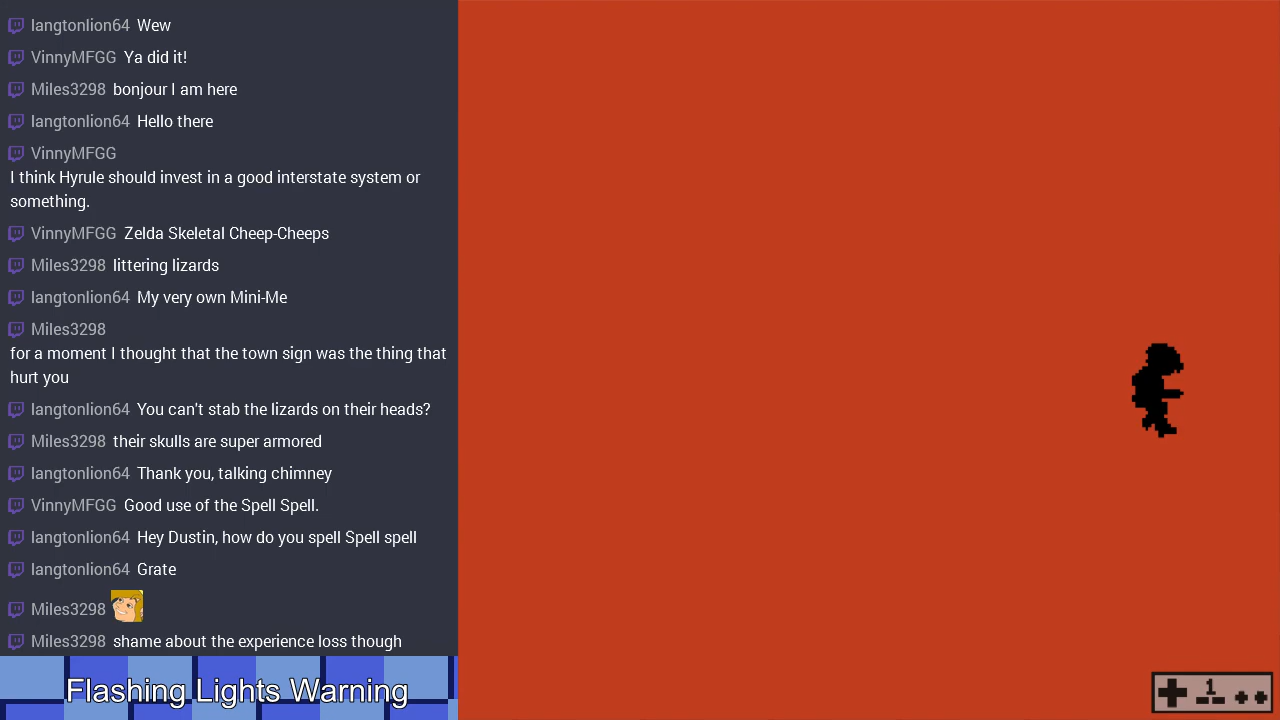 langtonlion64 Wew
VinnyMFGG Ya did it!
Miles3298 bonjour I am here
langtonlion64 Hello there
VinnyMFGG
I think Hyrule should invest in a good interstate system or
something.
VinnyMFGG Zelda Skeletal Cheep-Cheeps
Miles3298 littering lizards
langtonlion64 My very own Mini-Me
Miles3298
for a moment I thought that the town sign was the thing that
hurt you
langtonlion64 You can't stab the lizards on their heads?
Miles3298 their skulls are super armored
langtonlion64 Thank you, talking chimney
VinnyMFGG Good use of the Spell Spell.
langtonlion64 Hey Dustin, how do you spell Spell spell
langtonlion64 Grate
Miles3298
Miles3298 shame about the experience loss though
Flashing Lights Warning
1